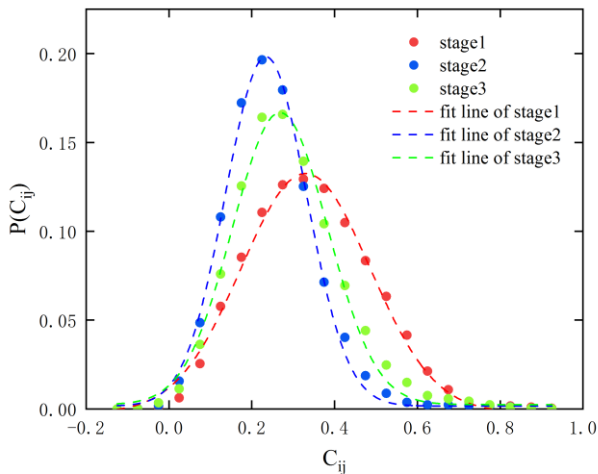 stage1
stage2
stage3
fit line of stage1
fit line of stage2
fit line of stage3
P(C_ij)
0.20
0.15
0.10
0.05
0.00
-0.2 0.0 0.2 0.4 0.6 0.8 1.0
C_ij